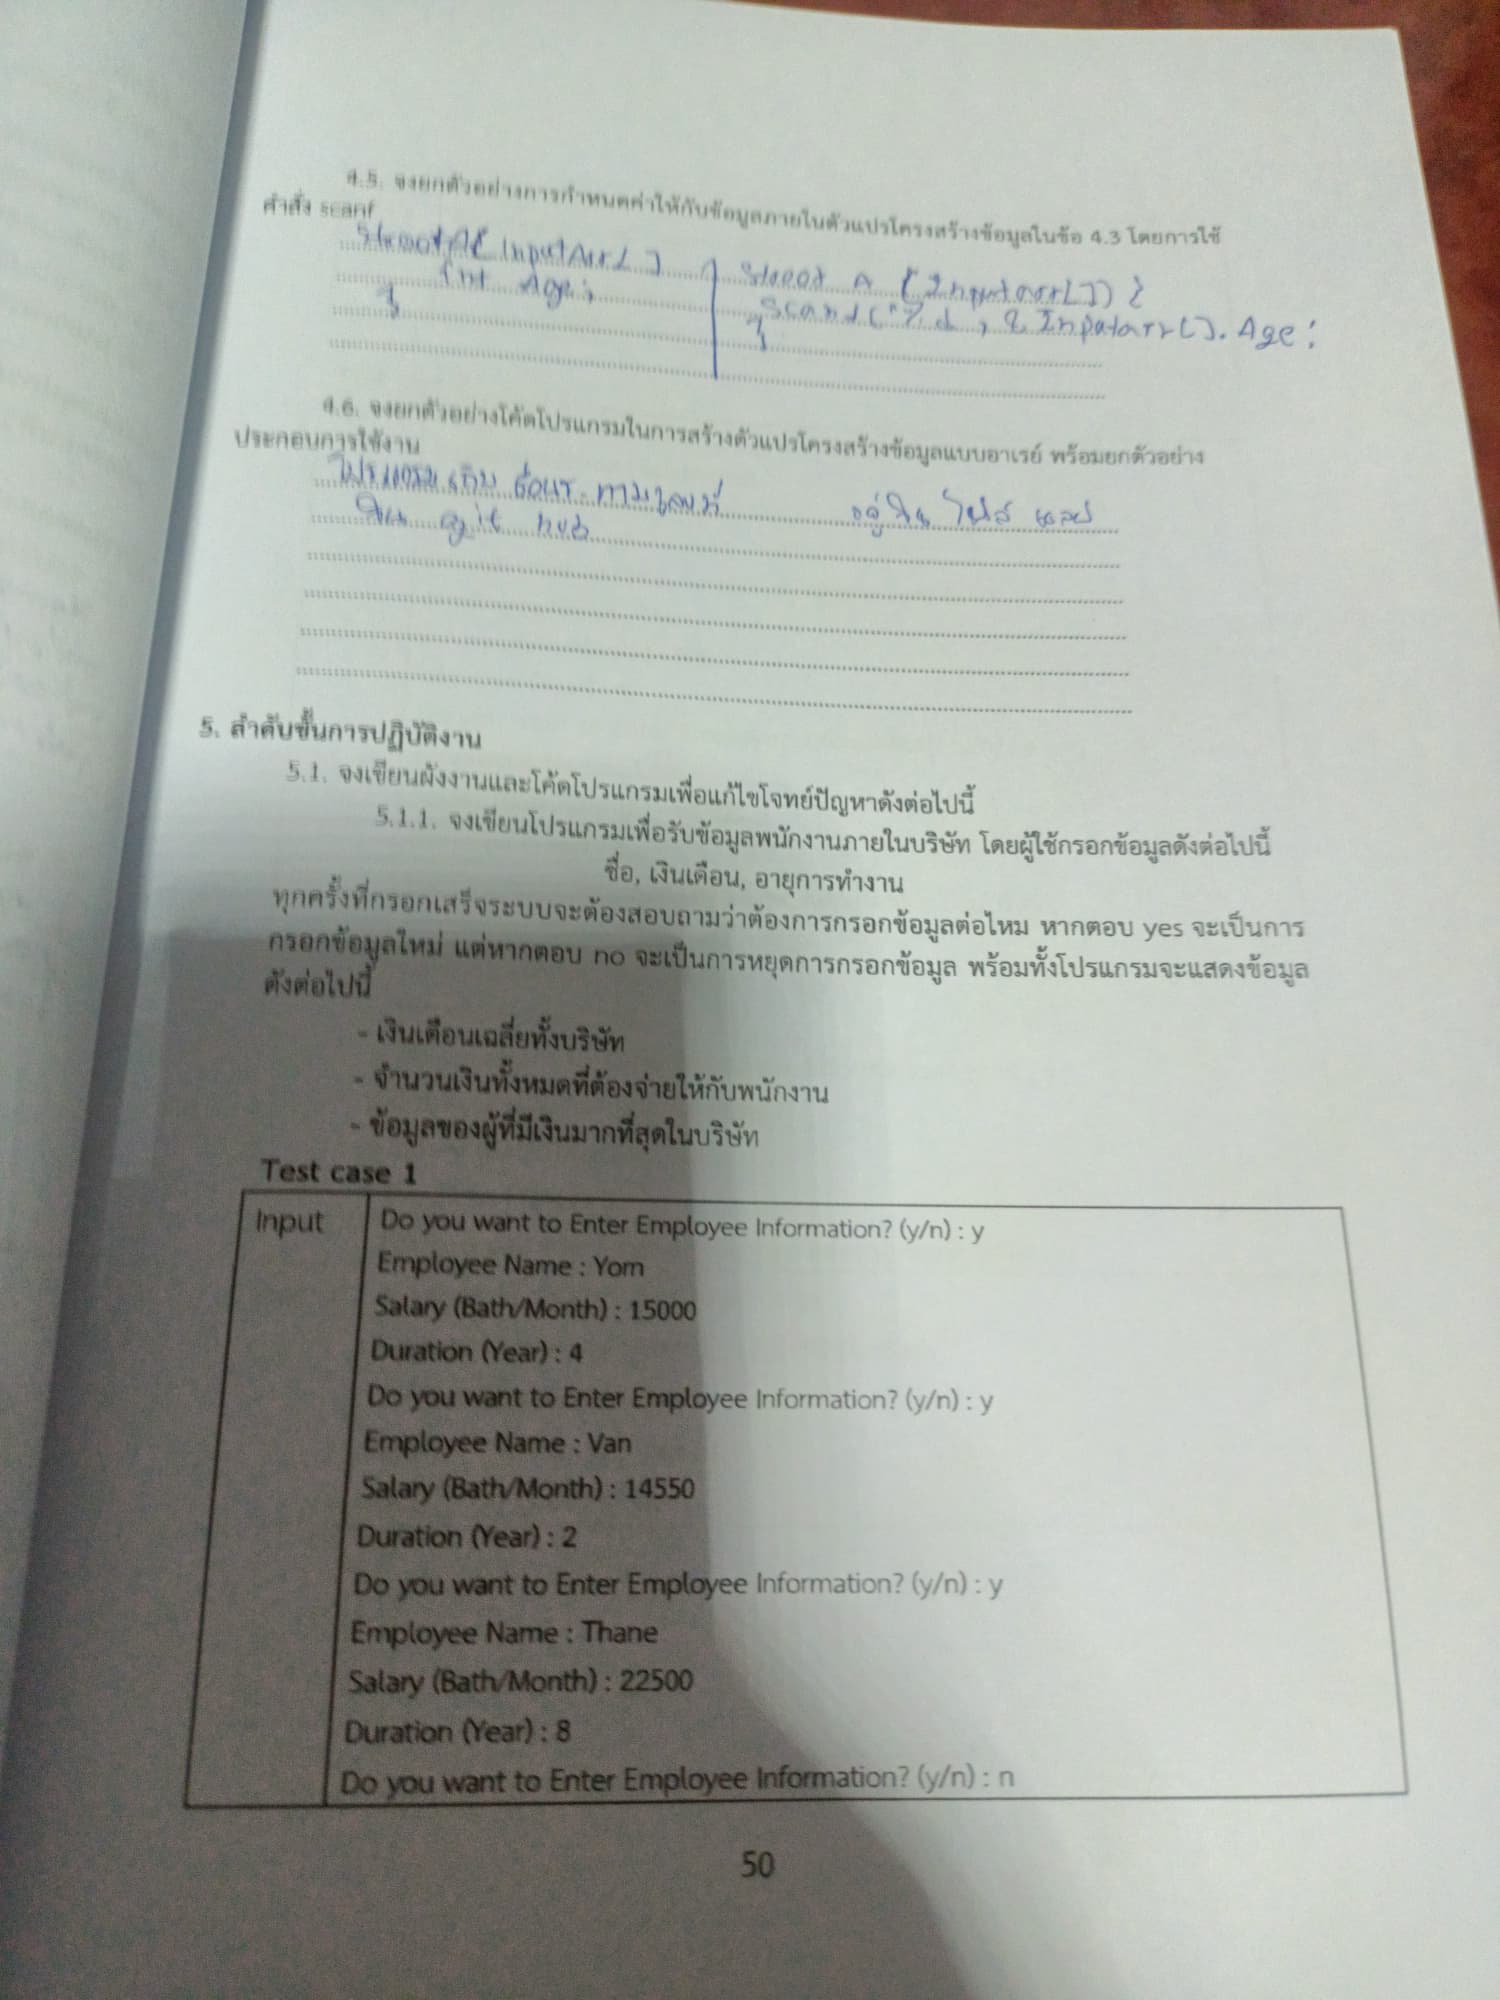 4.5. จงยกตัวอย่างการกำหนดค่าให้กับข้อมูลภายในตัวแปรโครงสร้างข้อมูลในข้อ 4.3 โดยการใช้
คำสั่ง scanf
InputArr[]
Int Age;
}
}
Age;
4.6. จงยกตัวอย่างโค้ดโปรแกรมในการสร้างตัวแปรโครงสร้างข้อมูลแบบอาเรย์ พร้อมยกตัวอย่าง
ประกอบการใช้งาน
โปรแกรม เก็บ
ใน git hub
5. ลำดับขั้นการปฏิบัติงาน
5.1. จงเขียนผังงานและโค้ดโปรแกรมเพื่อแก้ไขโจทย์ปัญหาดังต่อไปนี้
5.1.1. จงเขียนโปรแกรมเพื่อรับข้อมูลพนักงานภายในบริษัท โดยผู้ใช้กรอกข้อมูลดังต่อไปนี้
ชื่อ, เงินเดือน, อายุการทำงาน
ทุกครั้งที่กรอกเสร็จระบบจะต้องสอบถามว่าต้องการกรอกข้อมูลต่อไหม หากตอบ yes จะเป็นการ
กรอกข้อมูลใหม่ แต่หากตอบ no จะเป็นการหยุดการกรอกข้อมูล พร้อมทั้งโปรแกรมจะแสดงข้อมูล
ดังต่อไปนี้
- เงินเดือนเฉลี่ยทั้งบริษัท
- จำนวนเงินทั้งหมดที่ต้องจ่ายให้กับพนักงาน
- ข้อมูลของผู้ที่มีเงินมากที่สุดในบริษัท
Test case 1
Input
Do you want to Enter Employee Information? (y/n) : y
Employee Name : Yom
Salary (Bath/Month) : 15000
Duration (Year) : 4
Do you want to Enter Employee Information? (y/n) : y
Employee Name : Van
Salary (Bath/Month) : 14550
Duration (Year) : 2
Do you want to Enter Employee Information? (y/n) : y
Employee Name : Thane
Salary (Bath/Month) : 22500
Duration (Year) : 8
Do you want to Enter Employee Information? (y/n) : n
50